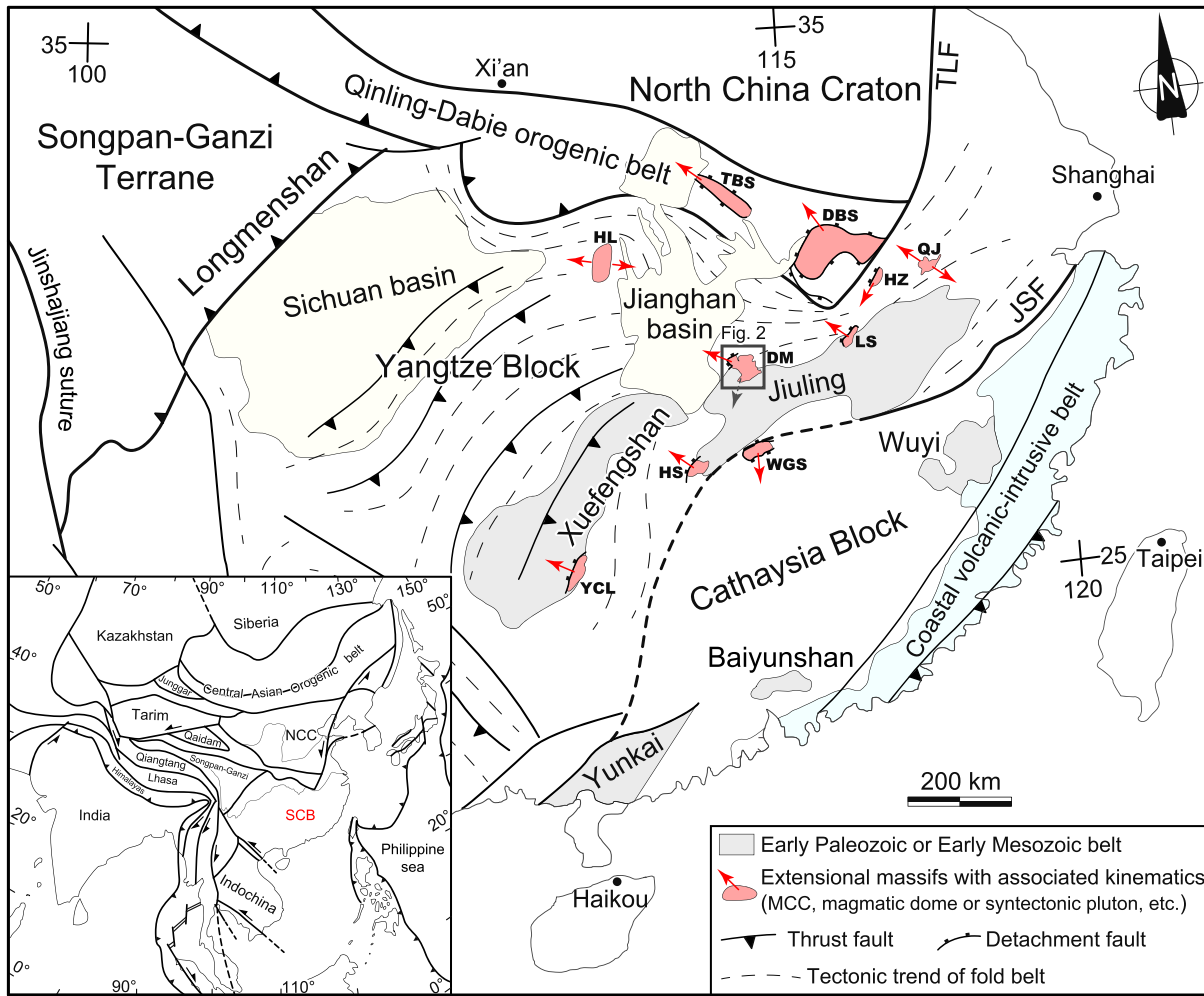 35
100
Xi'an
35
115
TLF
N
North China Craton
Qinling-Dabie orogenic belt
Songpan-Ganzi
Terrane
Longmenshan
Shanghai
TBS
DBS
QJ
HL
HZ
Jinshajiang suture
Sichuan basin
Jianghan
basin
JSF
Fig. 2
LS
DM
Yangtze Block
Jiuling
Xuefengshan
Wuyi
HS
WGS
Cathaysia Block
Coastal volcanic-intrusive belt
25
120
Taipei
YCL
Baiyunshan
Yunkai
200 km
Haikou
50°
70°
90°
110°
130°
150°
50°
Siberia
Kazakhstan
40°
Junggar
Central Asian Orogenic belt
Tarim
Qaidam
NCC
Qiangtang
Songpan-Ganzi
Lhasa
Himalayas
India
SCB
20°
20°
Philippine
sea
Indochina
0°
90°
110°
0°
Early Paleozoic or Early Mesozoic belt
Extensional massifs with associated kinematics
(MCC, magmatic dome or syntectonic pluton, etc.)
Thrust fault
Detachment fault
Tectonic trend of fold belt